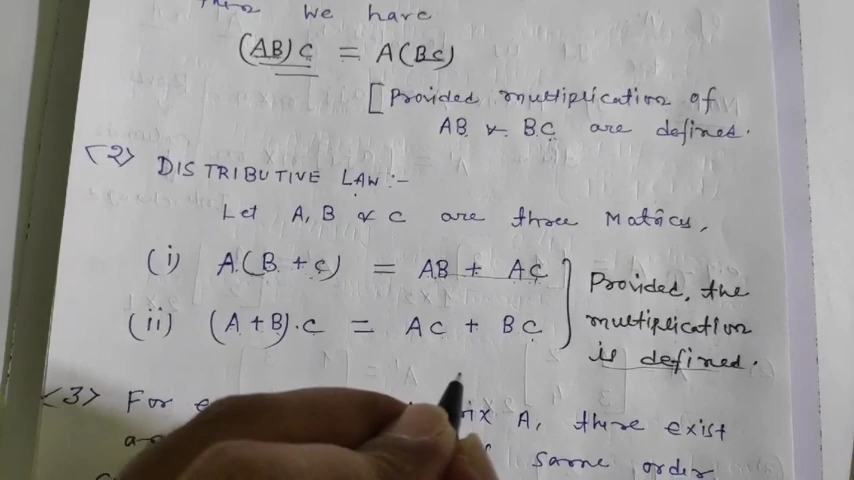 we have
(AB)C = A(BC)
[Provided multiplication of
AB & BC are defined.
<2> DISTRIBUTIVE LAW:-
Let A, B & C are three Matrics,
(i) A.(B + C) = AB + AC
(ii) (A+B).C = AC + BC
Provided, the
multiplication
is defined.
<3> For A, there exist
same order